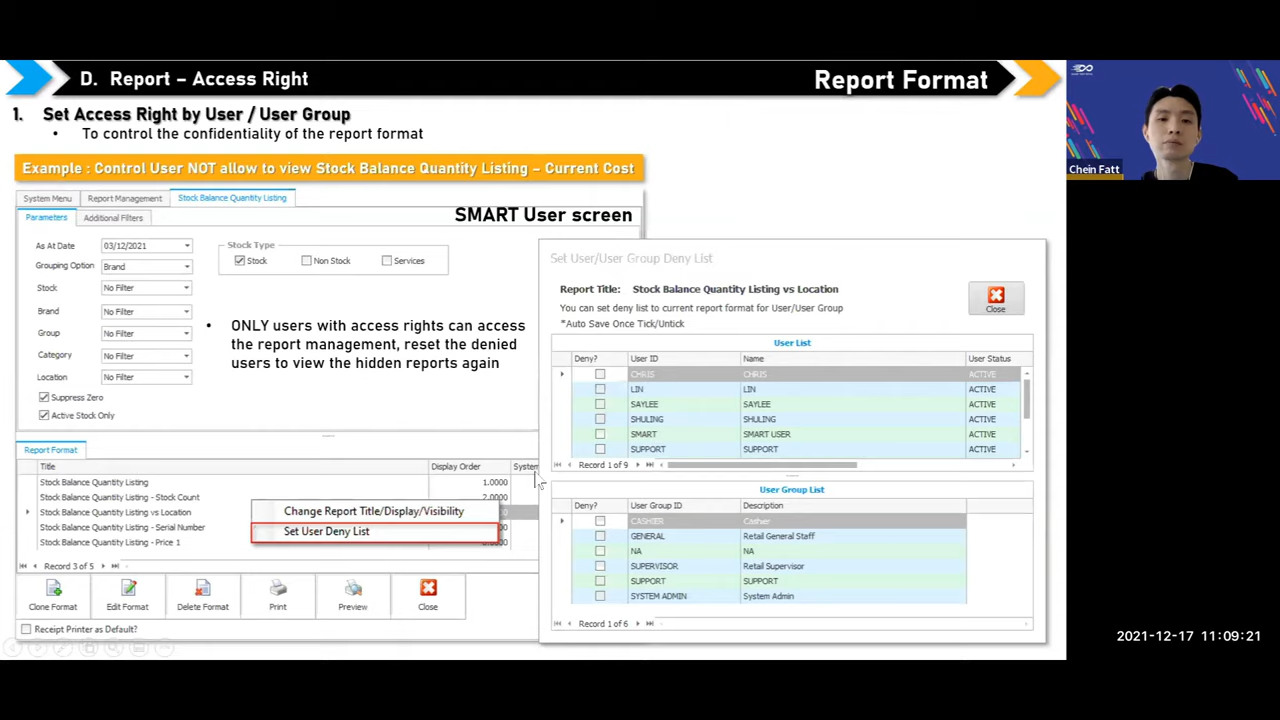 D. Report – Access Right
Report Format
1. Set Access Right by User / User Group
• To control the confidentiality of the report format
Example : Control User NOT allow to view Stock Balance Quantity Listing – Current Cost
System Menu Report Management Stock Balance Quantity Listing
Parameters Additional Filters
SMART User screen
As At Date 03/12/2021
Grouping Option Brand
Stock No Filter
Brand No Filter
Group No Filter
Category No Filter
Location No Filter
Suppress Zero
Active Stock Only
Stock Type
Stock Non Stock Services
• ONLY users with access rights can access
the report management, reset the denied
users to view the hidden reports again
Report Format
Title Display Order System
Stock Balance Quantity Listing 1.0000
Stock Balance Quantity Listing - Stock Count 2.0000
Stock Balance Quantity Listing vs Location
Stock Balance Quantity Listing - Serial Number
Stock Balance Quantity Listing - Price 1
Change Report Title/Display/Visibility
Set User Deny List
Record 3 of 5
Clone Format Edit Format Delete Format Print Preview Close
Receipt Printer as Default?
Set User/User Group Deny List
Report Title: Stock Balance Quantity Listing vs Location
You can set deny list to current report format for User/User Group
*Auto Save Once Tick/Untick
Close
User List
Deny? User ID Name User Status
CHRIS CHRIS ACTIVE
LIN LIN ACTIVE
SAYLEE SAYLEE ACTIVE
SHULING SHULING ACTIVE
SMART SMART USER ACTIVE
SUPPORT SUPPORT ACTIVE
Record 1 of 9
User Group List
Deny? User Group ID Description
CASHIER Casher
GENERAL Retail General Staff
NA NA
SUPERVISOR Retail Supervisor
SUPPORT SUPPORT
SYSTEM ADMIN System Admin
Record 1 of 6
Chein Fatt
2021-12-17 11:09:21